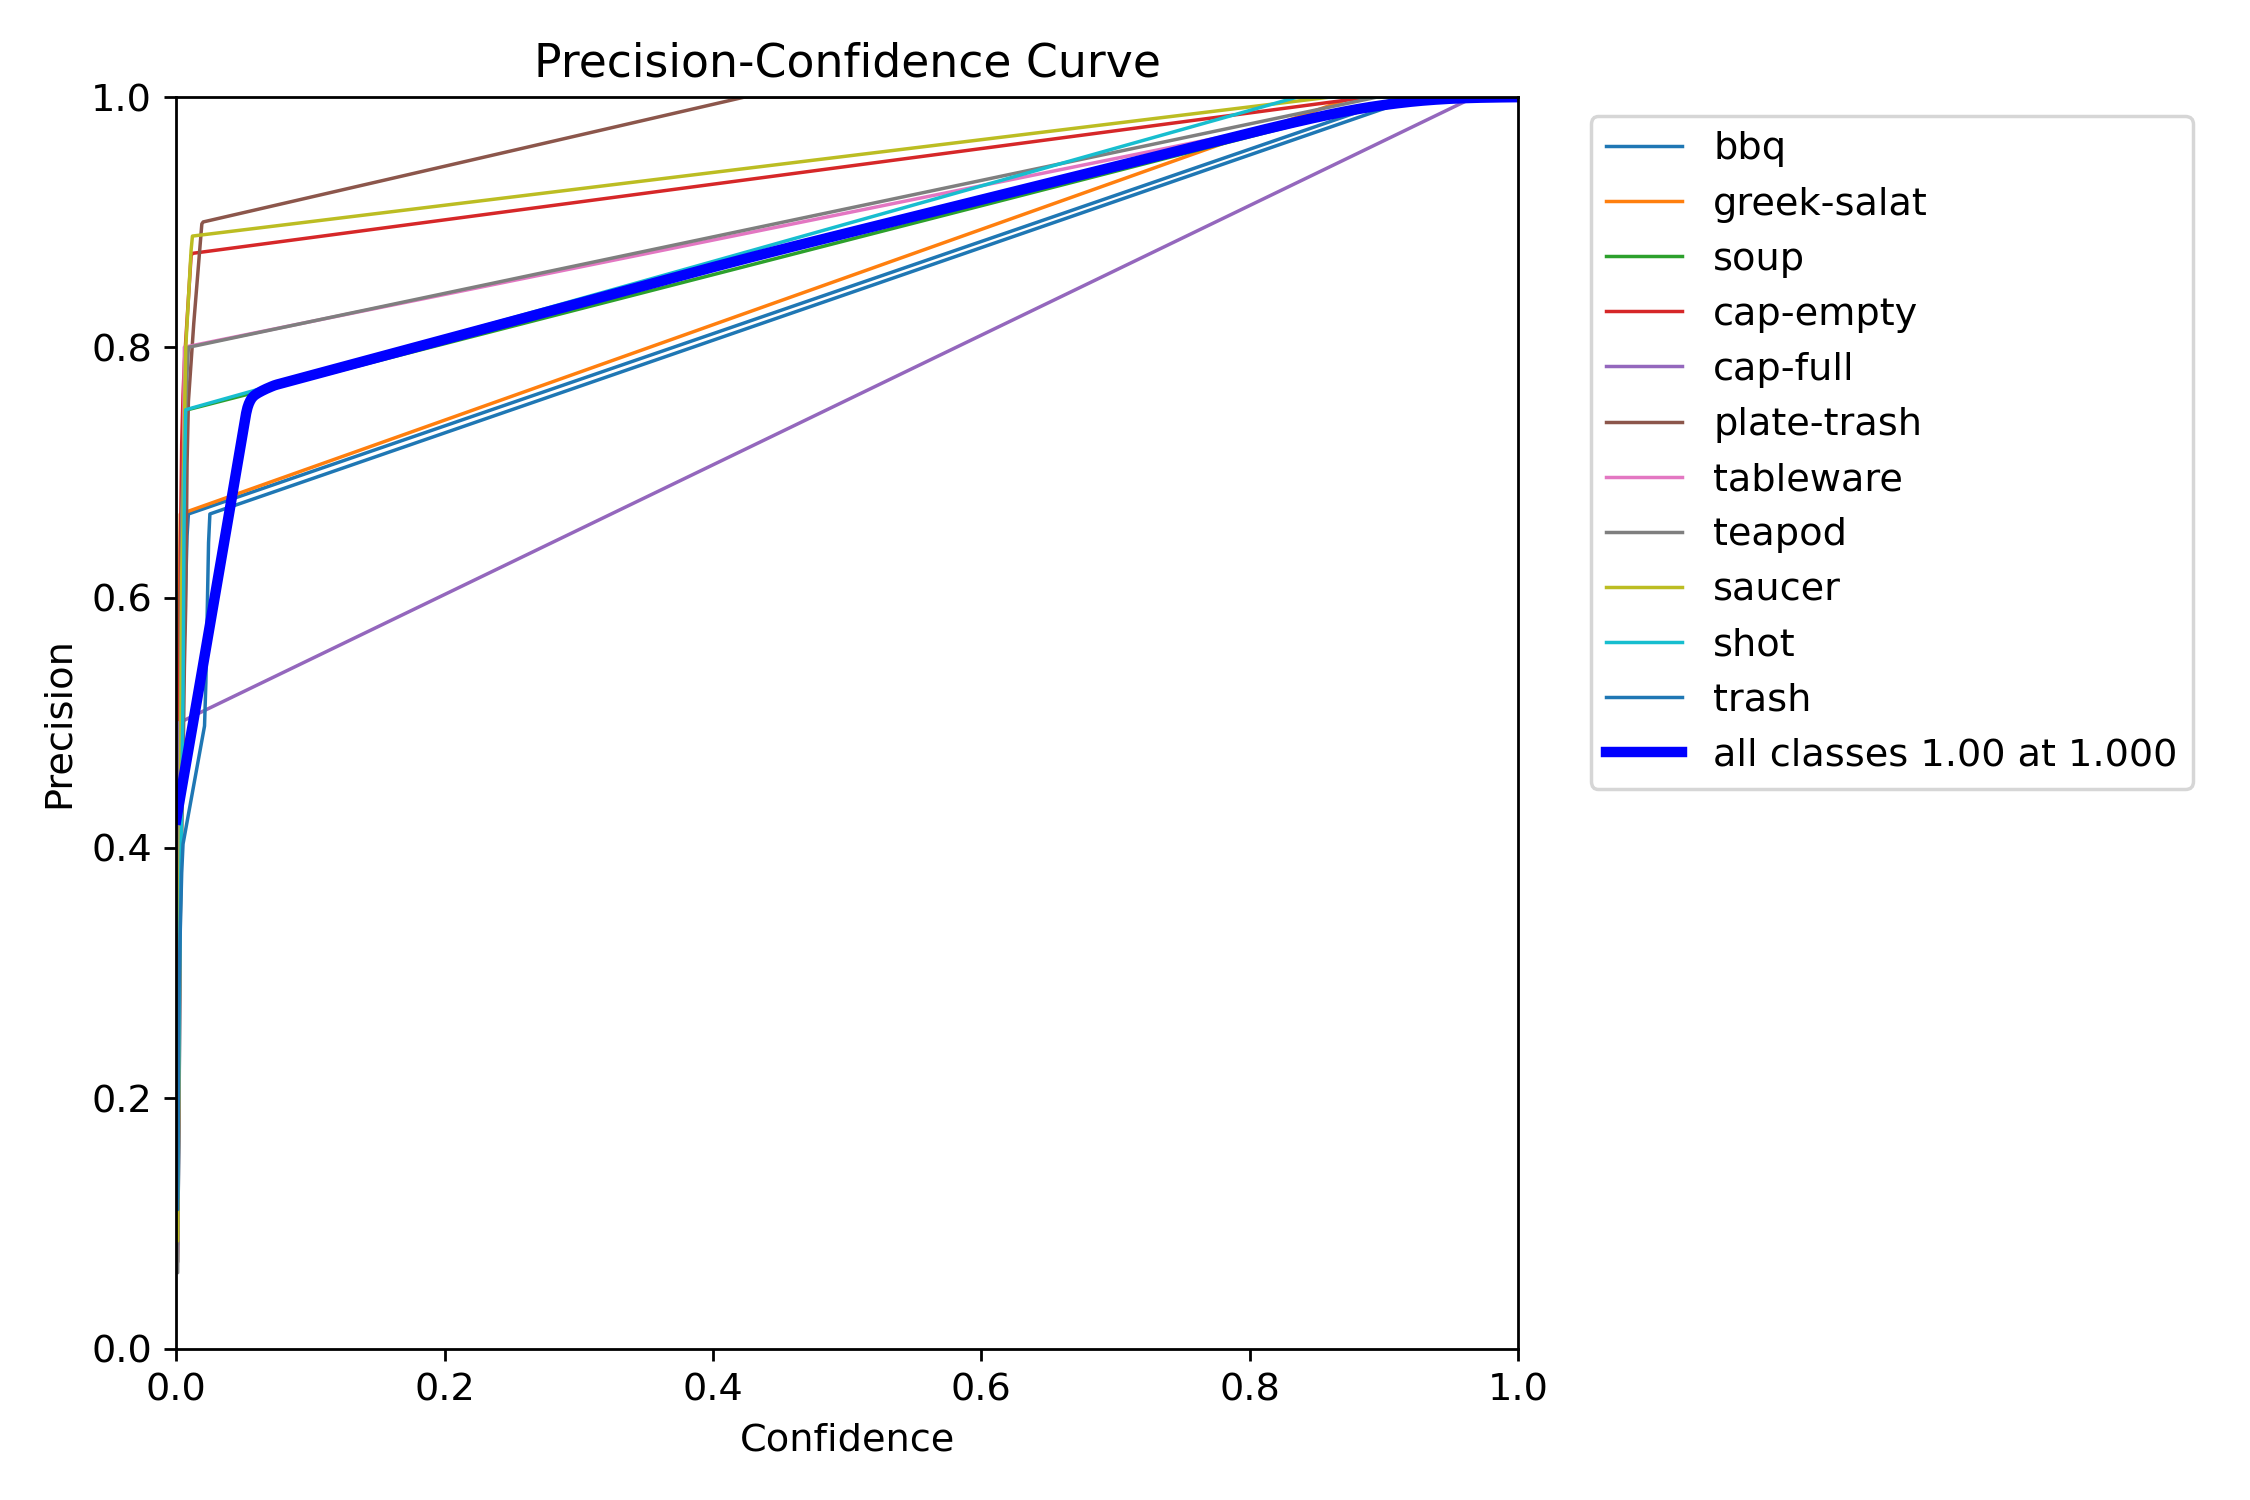 Precision-Confidence Curve
1.0
0.8
0.6
0.4
0.2
0.0
Precision
0.0 0.2 0.4 0.6 0.8 1.0
Confidence
bbq
greek-salat
soup
cap-empty
cap-full
plate-trash
tableware
teapod
saucer
shot
trash
all classes 1.00 at 1.000